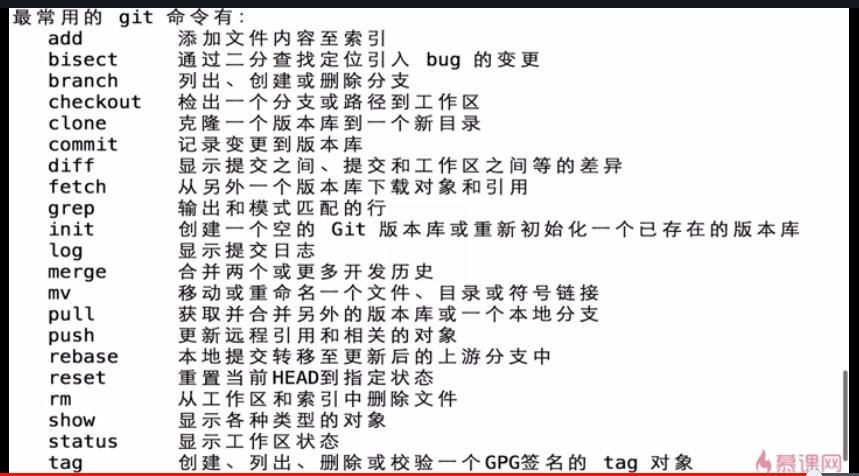 最常用的 git 命令有：
add 添加文件内容至索引
bisect 通过二分查找定位引入 bug 的变更
branch 列出、创建或删除分支
checkout 检出一个分支或路径到工作区
clone 克隆一个版本库到一个新目录
commit 记录变更到版本库
diff 显示提交之间、提交和工作区之间等的差异
fetch 从另外一个版本库下载对象和引用
grep 输出和模式匹配的行
init 创建一个空的 Git 版本库或重新初始化一个已存在的版本库
log 显示提交日志
merge 合并两个或更多开发历史
mv 移动或重命名一个文件、目录或符号链接
pull 获取并合并另外的版本库或一个本地分支
push 更新远程引用和相关的对象
rebase 本地提交转移至更新后的上游分支中
reset 重置当前HEAD到指定状态
rm 从工作区和索引中删除文件
show 显示各种类型的对象
status 显示工作区状态
tag 创建、列出、删除或校验一个GPG签名的 tag 对象
慕课网